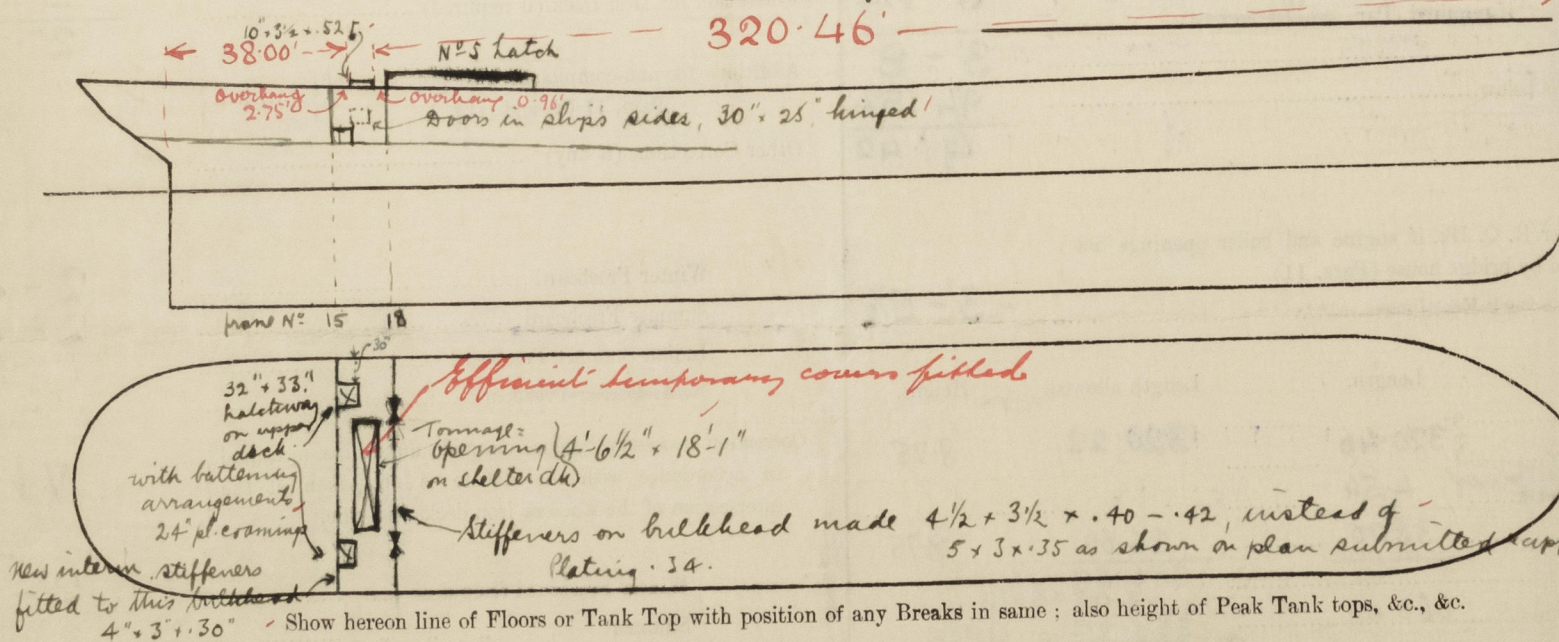 10" × 3½ × .525
38·00'
320·46'
Nº 5 hatch
overhang
2·75'
overhang 0·96'
Doors in ship's sides, 30" × 25" hinged
frame Nº 15 18
30"
Efficient temporary covers fitted
32" × 33"
hatchway
on upper
deck
with battening
arrangements
24" pl. coamings
Tonnage
opening 4'-6½" × 18'-1"
on shelter dk
Stiffeners on bulkhead made 4½ × 3½ × .40 - .42, instead of
5 × 3 × .35 as shown on plan submitted
Plating .34.
new interm. stiffeners
fitted to this bulkhead
4" × 3" × .30"
Show hereon line of Floors or Tank Top with position of any Breaks in same ; also height of Peak Tank tops, &c., &c.